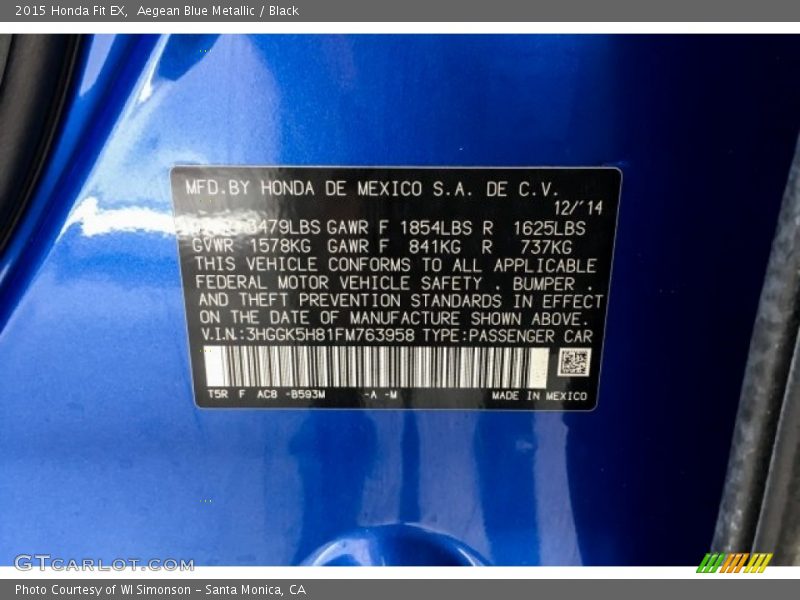 2015 Honda Fit EX, Aegean Blue Metallic / Black
MFD.BY HONDA DE MEXICO S.A. DE C.V.
12/'14
3479LBS GAWR F 1854LBS R 1625LBS
GVWR 1578KG GAWR F 841KG R 737KG
THIS VEHICLE CONFORMS TO ALL APPLICABLE
FEDERAL MOTOR VEHICLE SAFETY . BUMPER .
AND THEFT PREVENTION STANDARDS IN EFFECT
ON THE DATE OF MANUFACTURE SHOWN ABOVE.
V.I.N.:3HGGK5H81FM763958 TYPE:PASSENGER CAR
T5R F AC8 -B593M -A -M MADE IN MEXICO
GTCARLOT.COM
Photo Courtesy of WI Simonson - Santa Monica, CA